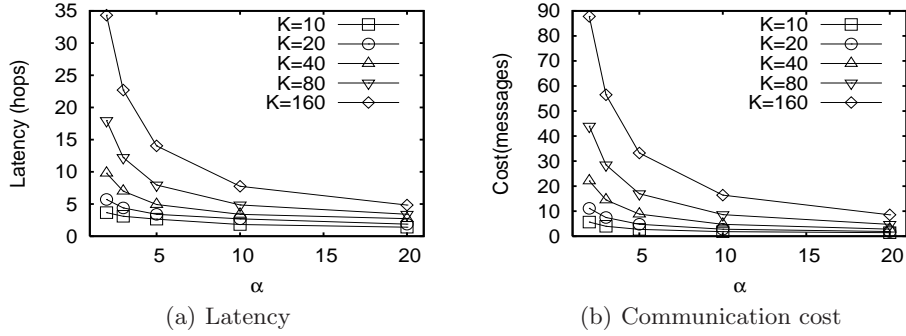 35
30
25
20
15
10
5
0
Latency (hops)
K=10
K=20
K=40
K=80
K=160
5
10
15
20
α
(a) Latency
90
80
70
60
50
40
30
20
10
0
Cost(messages)
K=10
K=20
K=40
K=80
K=160
5
10
15
20
α
(b) Communication cost